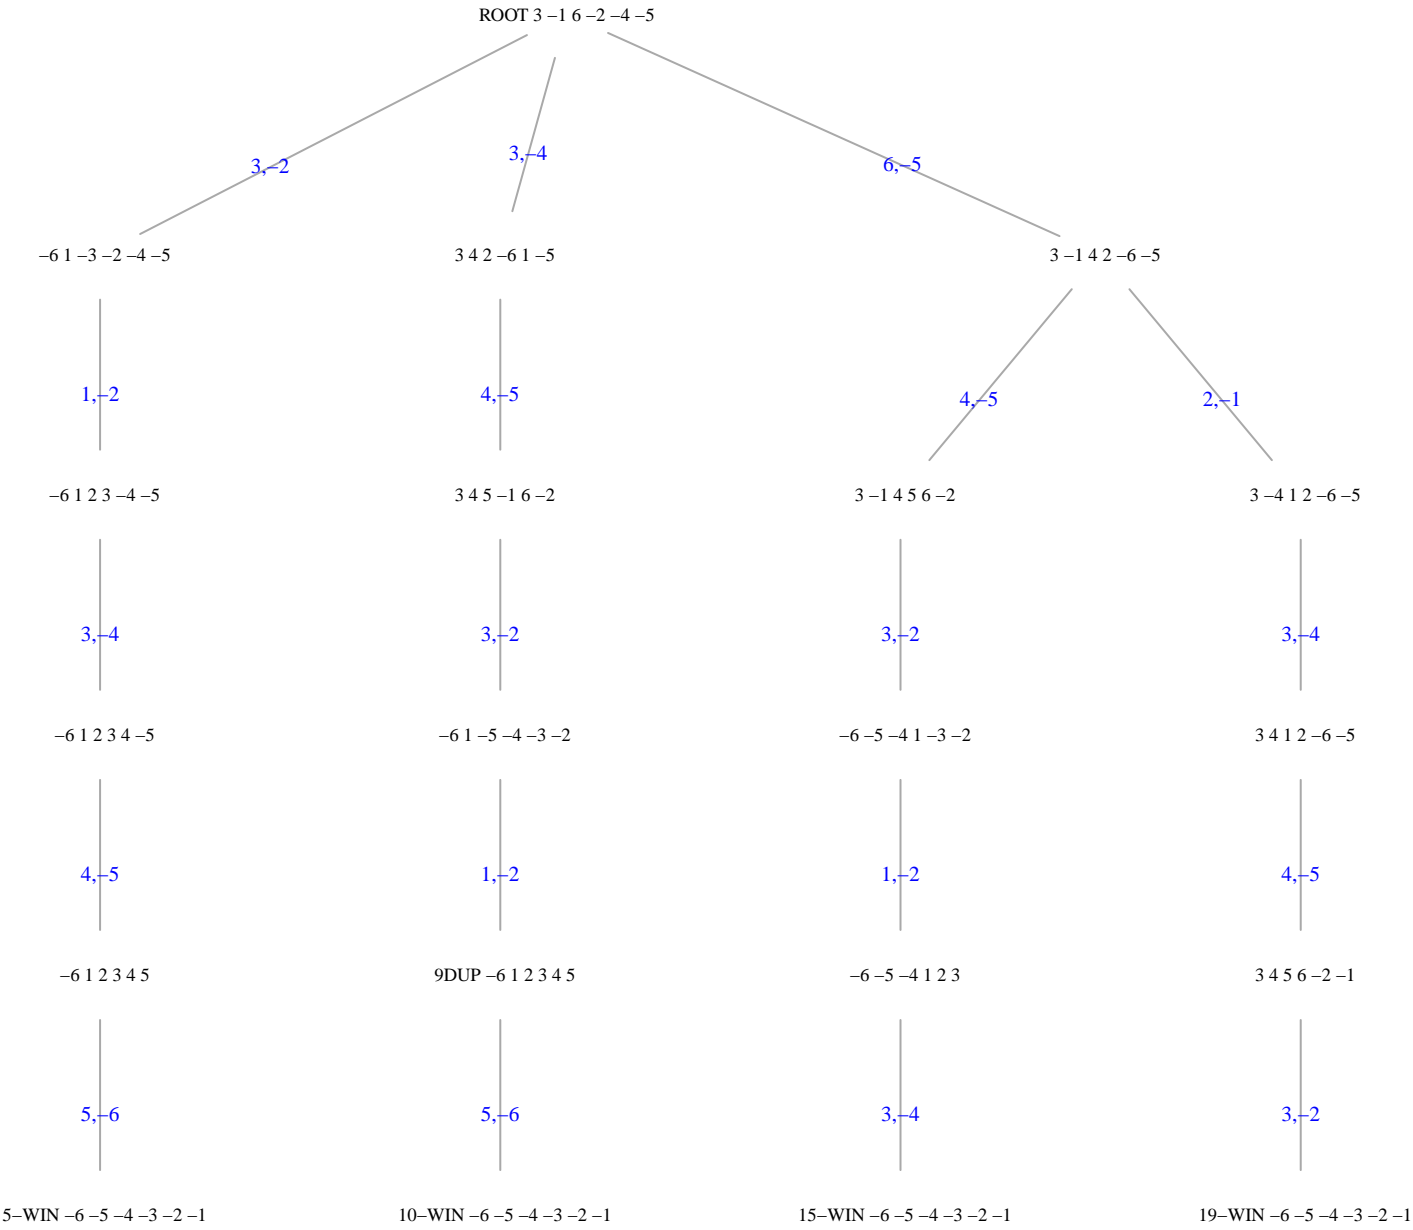 ROOT 3 –1 6 –2 –4 –5
3,–2
3,–4
6,–5
–6 1 –3 –2 –4 –5
3 4 2 –6 1 –5
3 –1 4 2 –6 –5
1,–2
4,–5
4,–5
2,–1
–6 1 2 3 –4 –5
3 4 5 –1 6 –2
3 –1 4 5 6 –2
3 –4 1 2 –6 –5
3,–4
3,–2
3,–2
3,–4
–6 1 2 3 4 –5
–6 1 –5 –4 –3 –2
–6 –5 –4 1 –3 –2
3 4 1 2 –6 –5
4,–5
1,–2
1,–2
4,–5
–6 1 2 3 4 5
9DUP –6 1 2 3 4 5
–6 –5 –4 1 2 3
3 4 5 6 –2 –1
5,–6
5,–6
3,–4
3,–2
5–WIN –6 –5 –4 –3 –2 –1
10–WIN –6 –5 –4 –3 –2 –1
15–WIN –6 –5 –4 –3 –2 –1
19–WIN –6 –5 –4 –3 –2 –1